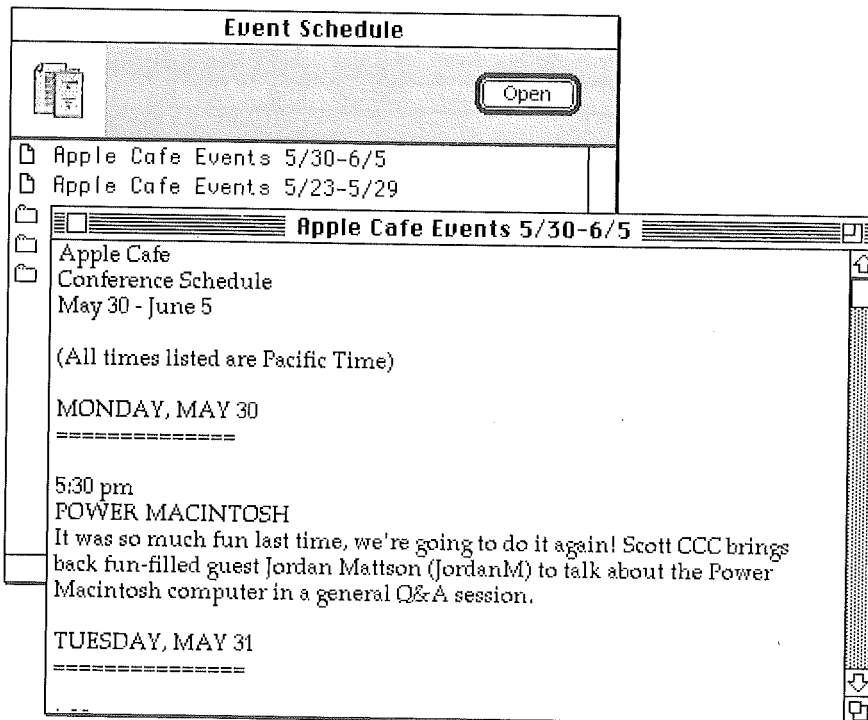 Event Schedule
Open
Apple Cafe Events 5/30-6/5
Apple Cafe Events 5/23-5/29
Apple Cafe Events 5/30-6/5
Apple Cafe
Conference Schedule
May 30 - June 5
(All times listed are Pacific Time)
MONDAY, MAY 30
==============
5:30 pm
POWER MACINTOSH
It was so much fun last time, we're going to do it again! Scott CCC brings
back fun-filled guest Jordan Mattson (JordanM) to talk about the Power
Macintosh computer in a general Q&A session.
TUESDAY, MAY 31
===============